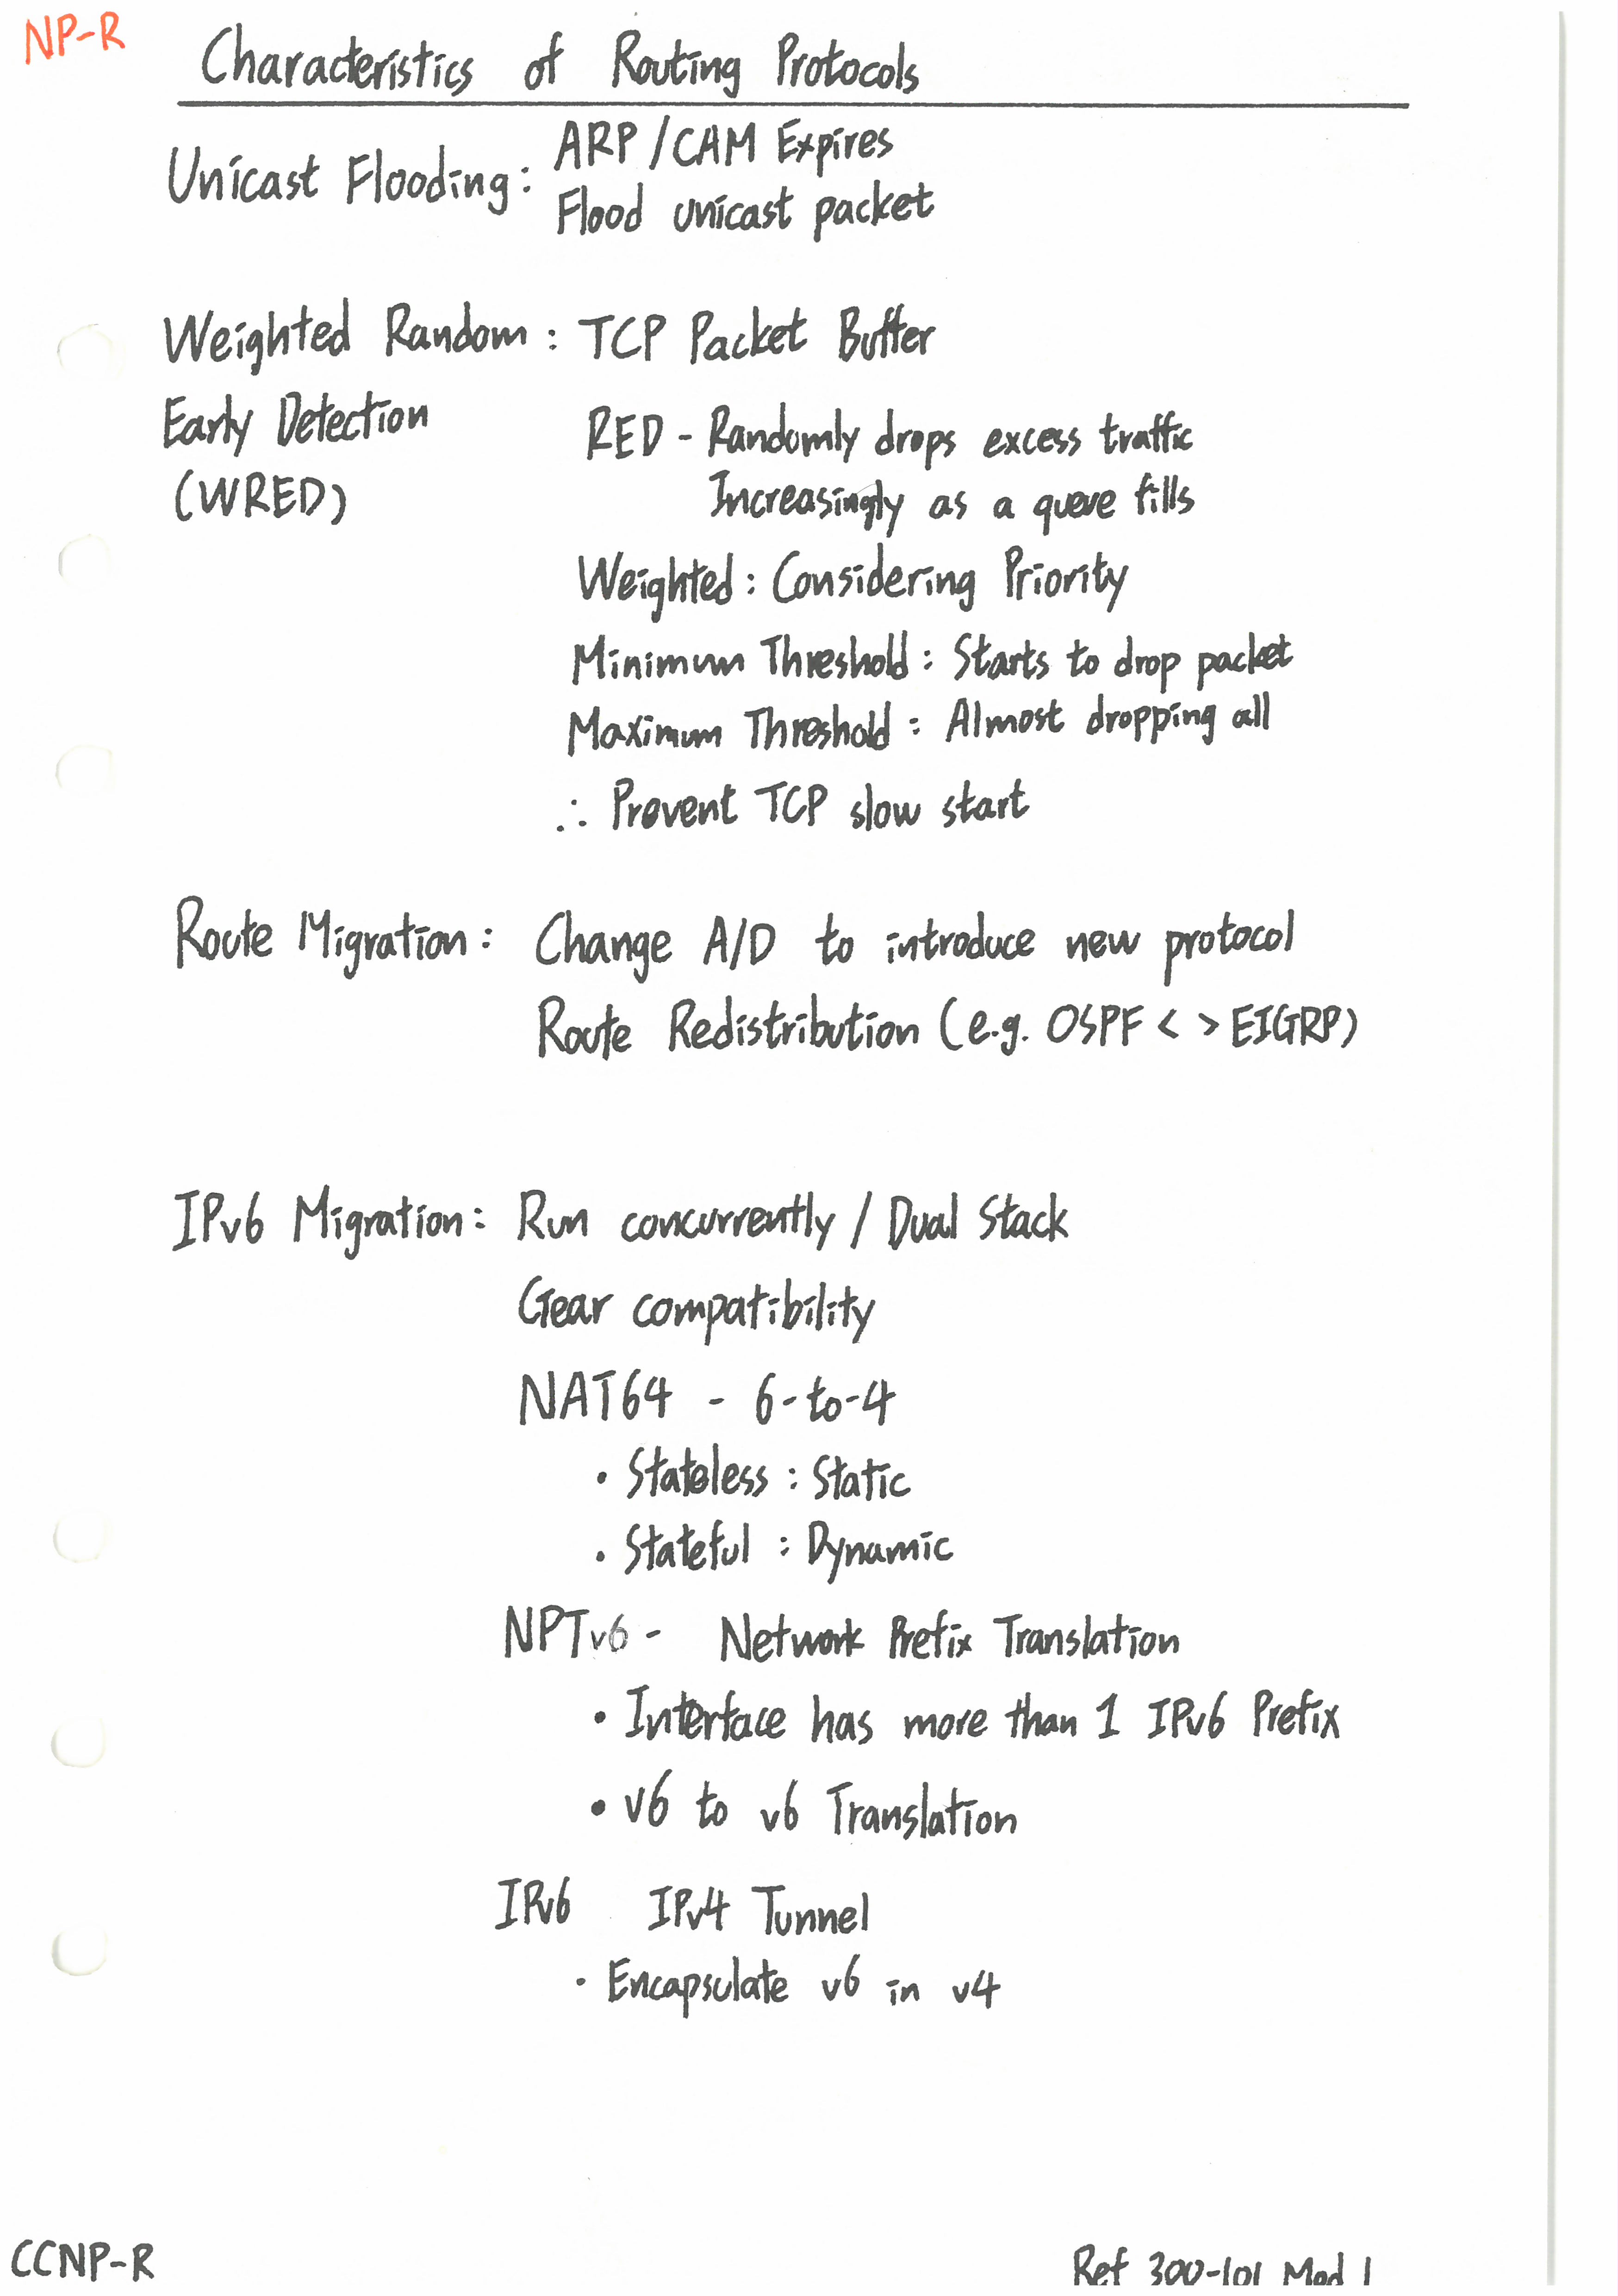 NP-R
Characteristics of Routing Protocols
Unicast Flooding: ARP/CAM Expires
Flood unicast packet
Weighted Random: TCP Packet Buffer
Early Detection
(WRED)
RED - Randomly drops excess traffic
Increasingly as a queue fills
Weighted: Considering Priority
Minimum Threshold: Starts to drop packet
Maximum Threshold: Almost dropping all
∴ Prevent TCP slow start
Route Migration: Change A/D to introduce new protocol
Route Redistribution (e.g. OSPF < > EIGRP)
IPv6 Migration: Run concurrently / Dual Stack
Gear compatibility
NAT64 - 6-to-4
• Stateless: Static
• Stateful: Dynamic
NPTv6 - Network Prefix Translation
• Interface has more than 1 IPv6 Prefix
• v6 to v6 Translation
IPv6 IPv4 Tunnel
• Encapsulate v6 in v4
CCNP-R
Ref 300-101 Mod 1